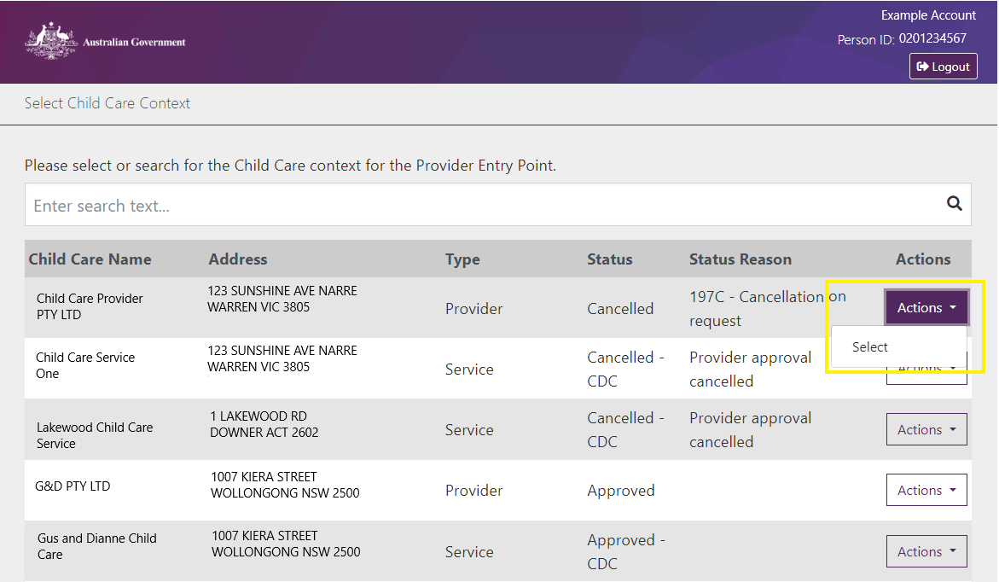 Example Account
Australian Government
Person ID: 0201234567
Logout
Select Child Care Context
Please select or search for the Child Care context for the Provider Entry Point.
Enter search text...
Child Care Name Address Type Status Status Reason Actions
Child Care Provider
PTY LTD
123 SUNSHINE AVE NARRE
WARREN VIC 3805
Provider
Cancelled
197C - Cancellation on
request
Actions
Select
Child Care Service
One
123 SUNSHINE AVE NARRE
WARREN VIC 3805
Service
Cancelled -
CDC
Provider approval
cancelled
Actions
Lakewood Child Care
Service
1 LAKEWOOD RD
DOWNER ACT 2602
Service
Cancelled -
CDC
Provider approval
cancelled
Actions
G&D PTY LTD
1007 KIERA STREET
WOLLONGONG NSW 2500
Provider
Approved
Actions
Gus and Dianne Child
Care
1007 KIERA STREET
WOLLONGONG NSW 2500
Service
Approved -
CDC
Actions